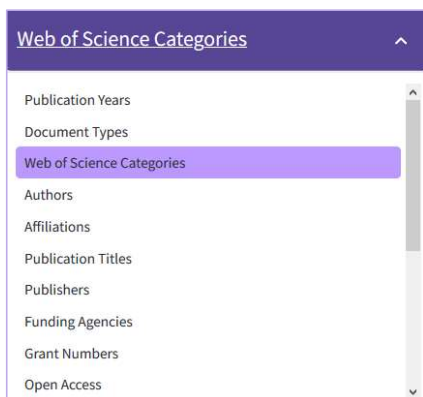 Web of Science Categories
Publication Years
Document Types
Web of Science Categories
Authors
Affiliations
Publication Titles
Publishers
Funding Agencies
Grant Numbers
Open Access